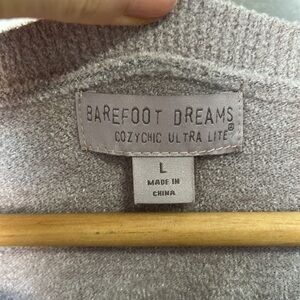 BAREFOOT DREAMS
COZYCHIC ULTRA LITE®
L
MADE IN
CHINA